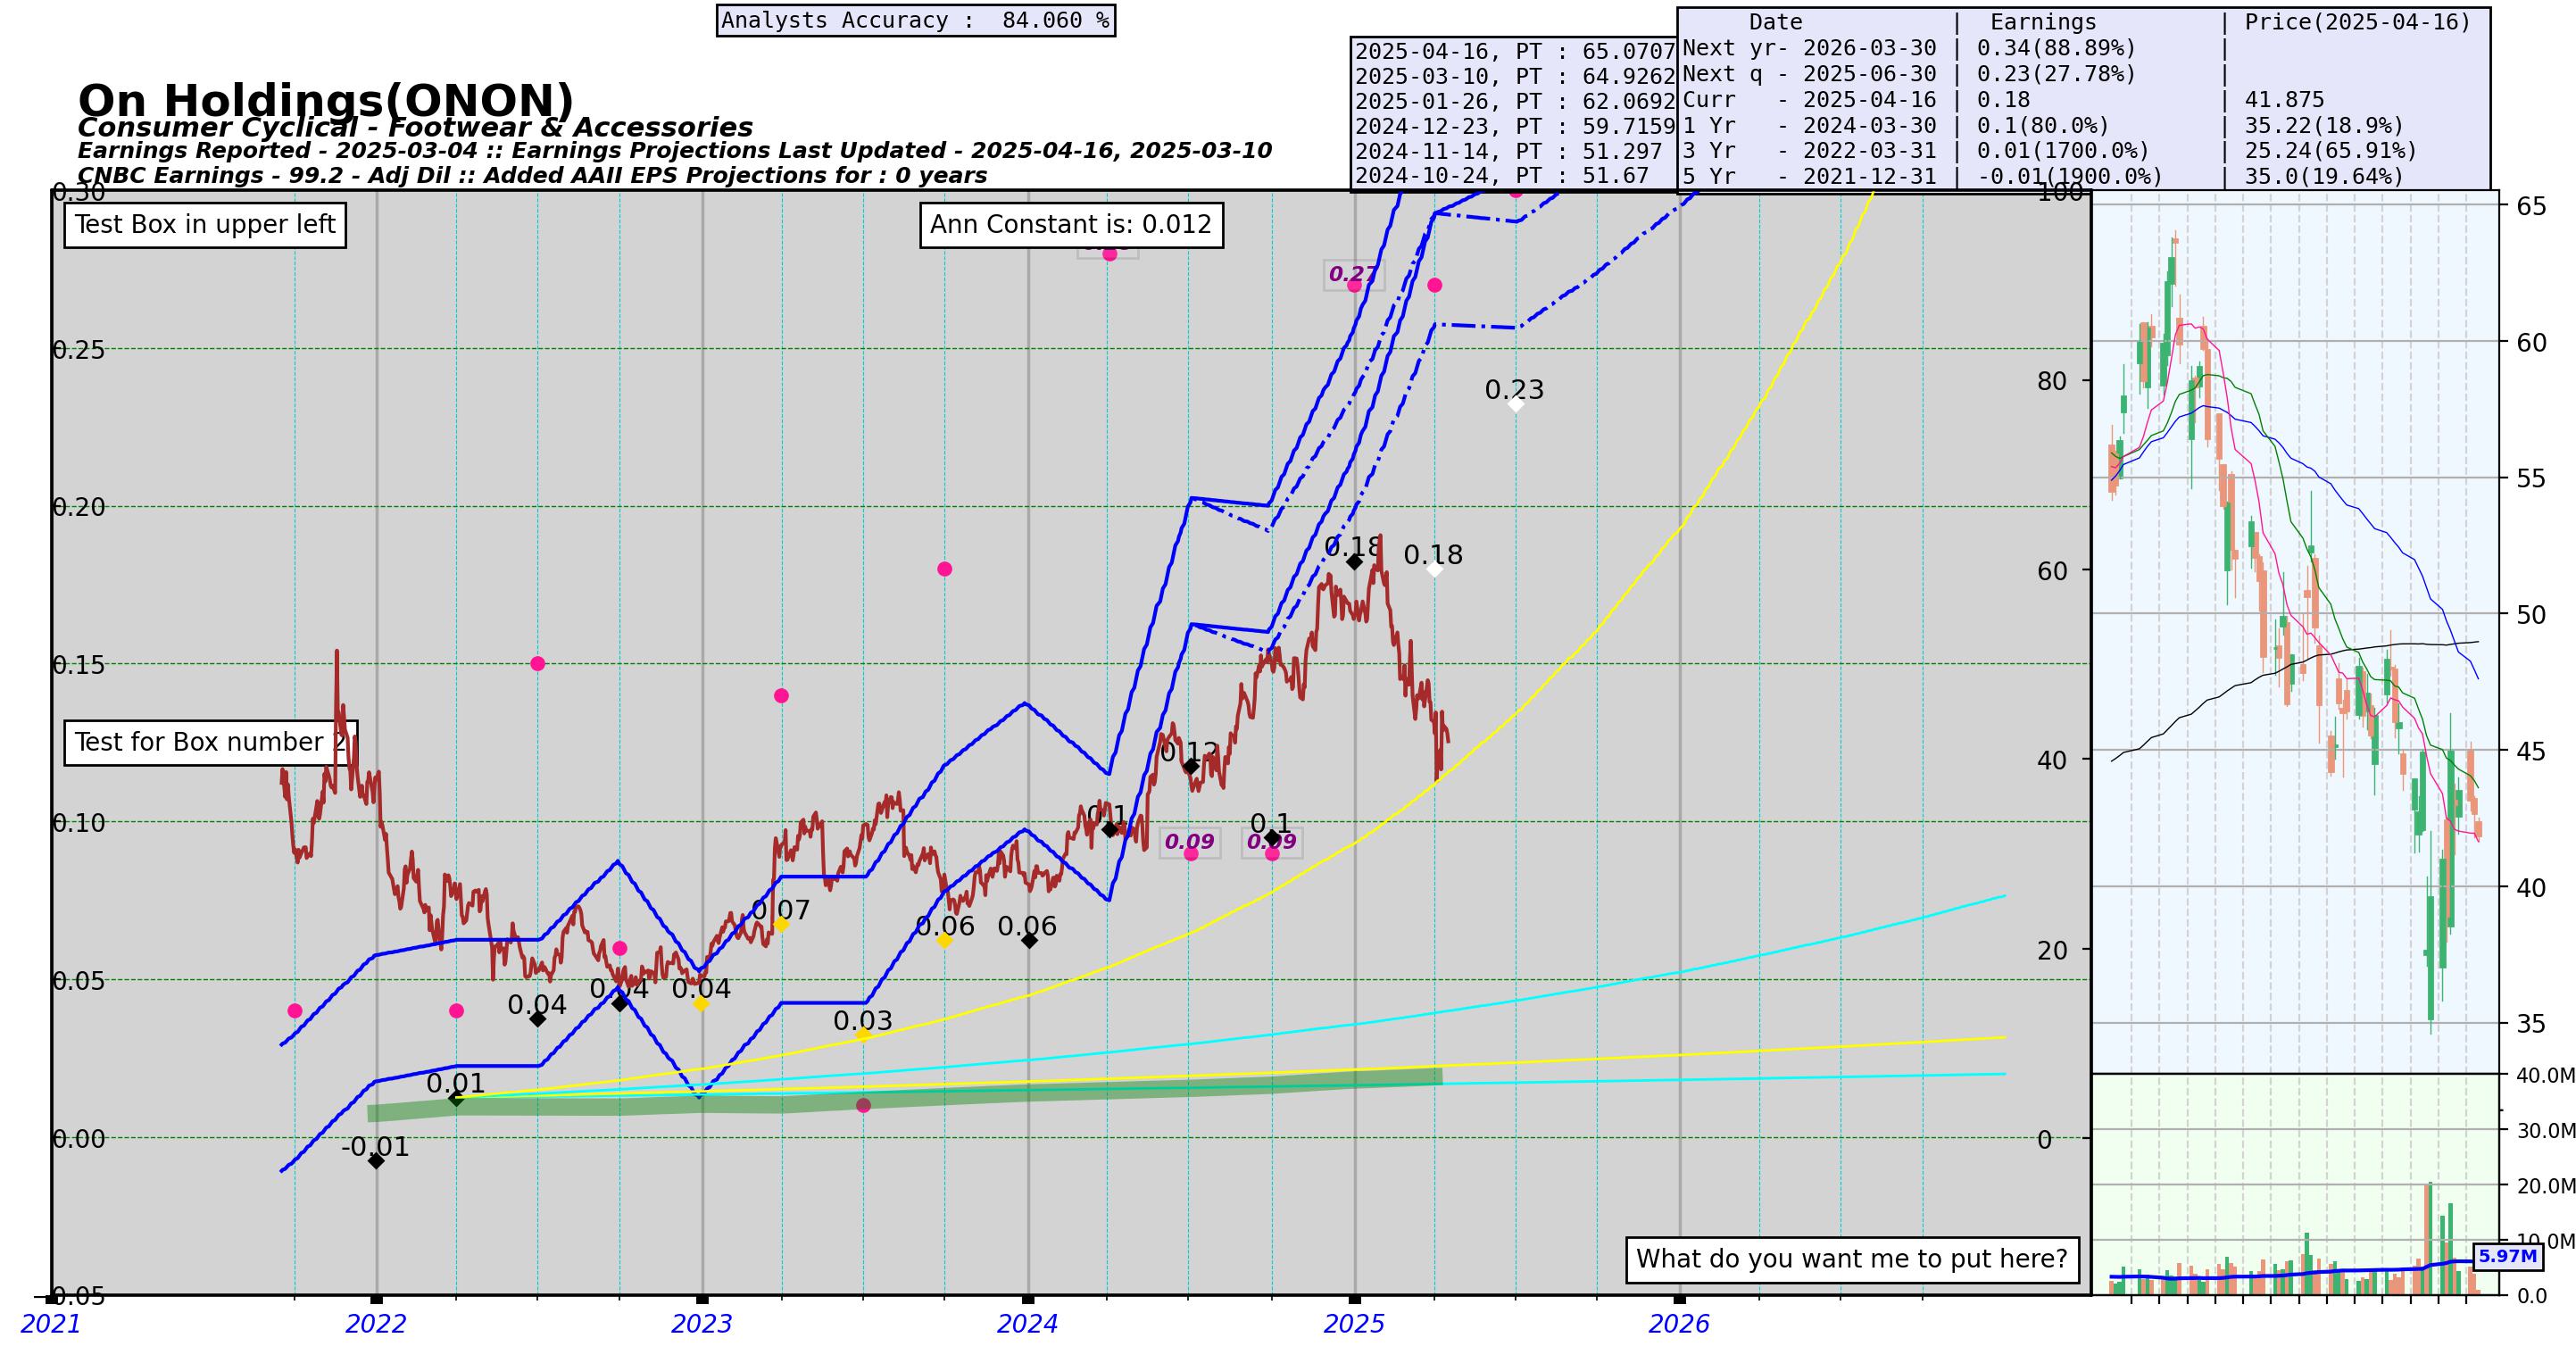 Analysts Accuracy :  84.060 %
On Holdings(ONON)
Consumer Cyclical - Footwear & Accessories
Earnings Reported - 2025-03-04 :: Earnings Projections Last Updated - 2025-04-16, 2025-03-10
CNBC Earnings - 99.2 - Adj Dil :: Added AAII EPS Projections for : 0 years
2025-04-16, PT : 65.0707
2025-03-10, PT : 64.9262
2025-01-26, PT : 62.0692
2024-12-23, PT : 59.7159
2024-11-14, PT : 51.297
2024-10-24, PT : 51.67
Date | Earnings | Price(2025-04-16)
Next yr- 2026-03-30 | 0.34(88.89%) |
Next q - 2025-06-30 | 0.23(27.78%) |
Curr - 2025-04-16 | 0.18 | 41.875
1 Yr - 2024-03-30 | 0.1(80.0%) | 35.22(18.9%)
3 Yr - 2022-03-31 | 0.01(1700.0%) | 25.24(65.91%)
5 Yr - 2021-12-31 | -0.01(1900.0%) | 35.0(19.64%)
Test Box in upper left
Ann Constant is: 0.012
Test for Box number 2
What do you want me to put here?
0.30
0.25
0.20
0.15
0.10
0.05
0.00
−0.05
-0.01
0.01
0.04
0.04
0.04
0.07
0.03
0.06
0.06
0.1
0.12
0.09
0.1
0.09
0.18
0.27
0.18
0.23
100
80
60
40
20
0
2021
2022
2023
2024
2025
2026
65
60
55
50
45
40
35
40.0M
30.0M
20.0M
10.0M
5.97M
0.0